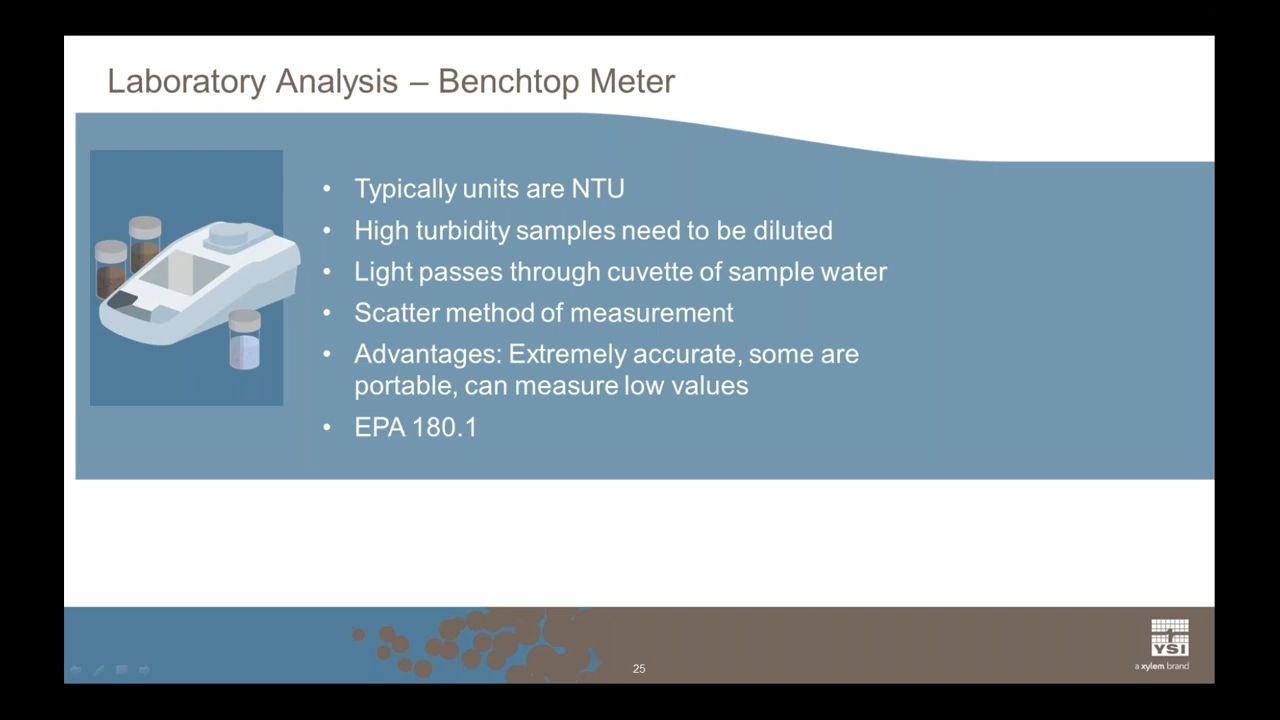 Laboratory Analysis – Benchtop Meter
• Typically units are NTU
• High turbidity samples need to be diluted
• Light passes through cuvette of sample water
• Scatter method of measurement
• Advantages: Extremely accurate, some are
portable, can measure low values
• EPA 180.1
25
YSI
a xylem brand